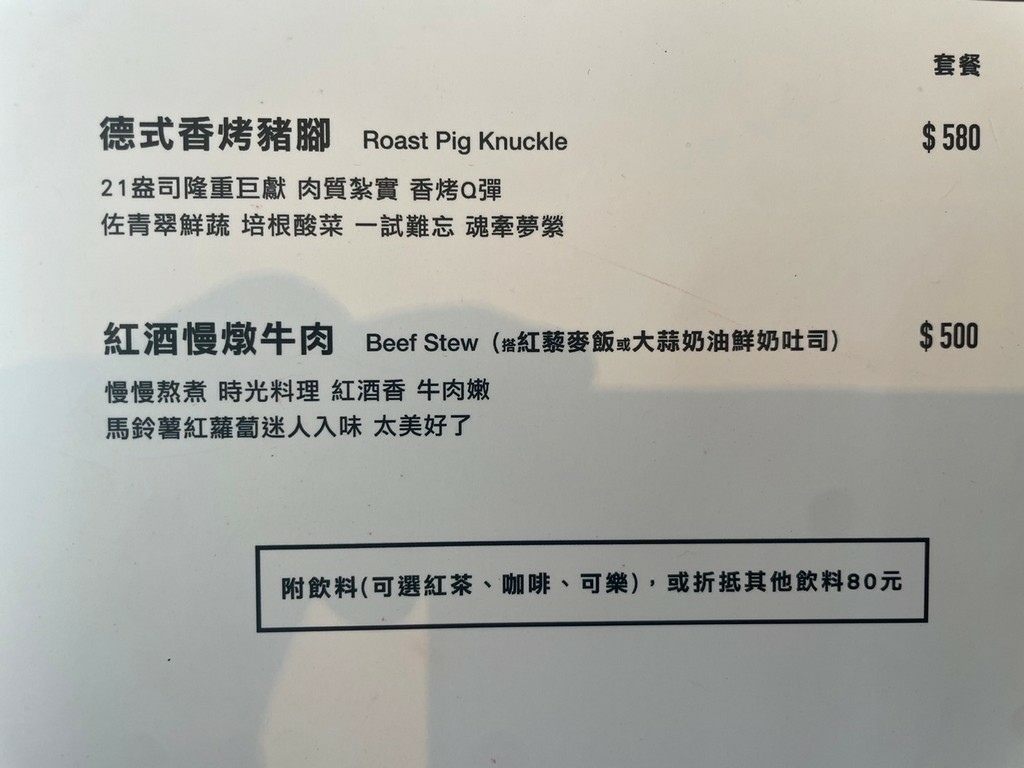 套餐
德式香烤豬腳 Roast Pig Knuckle $580
21盎司隆重巨獻 肉質紮實 香烤Q彈
佐青翠鮮蔬 培根酸菜 一試難忘 魂牽夢縈
紅酒慢燉牛肉 Beef Stew (搭紅藜麥飯或大蒜奶油鮮奶吐司) $500
慢慢熬煮 時光料理 紅酒香 牛肉嫩
馬鈴薯紅蘿蔔迷人入味 太美好了
附飲料(可選紅茶、咖啡、可樂)，或折抵其他飲料80元